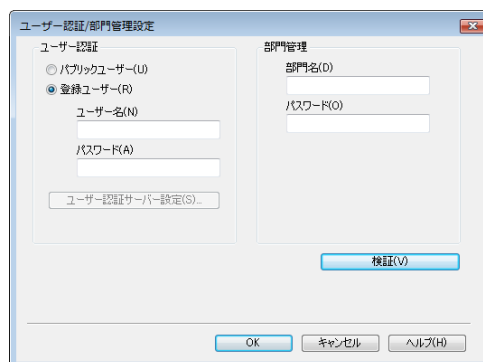 ユーザー認証/部門管理設定
ユーザー認証
パブリックユーザー(U)
登録ユーザー(R)
ユーザー名(N)
パスワード(A)
ユーザー認証サーバー設定(S)...
部門管理
部門名(D)
パスワード(O)
検証(V)
OK
キャンセル
ヘルプ(H)